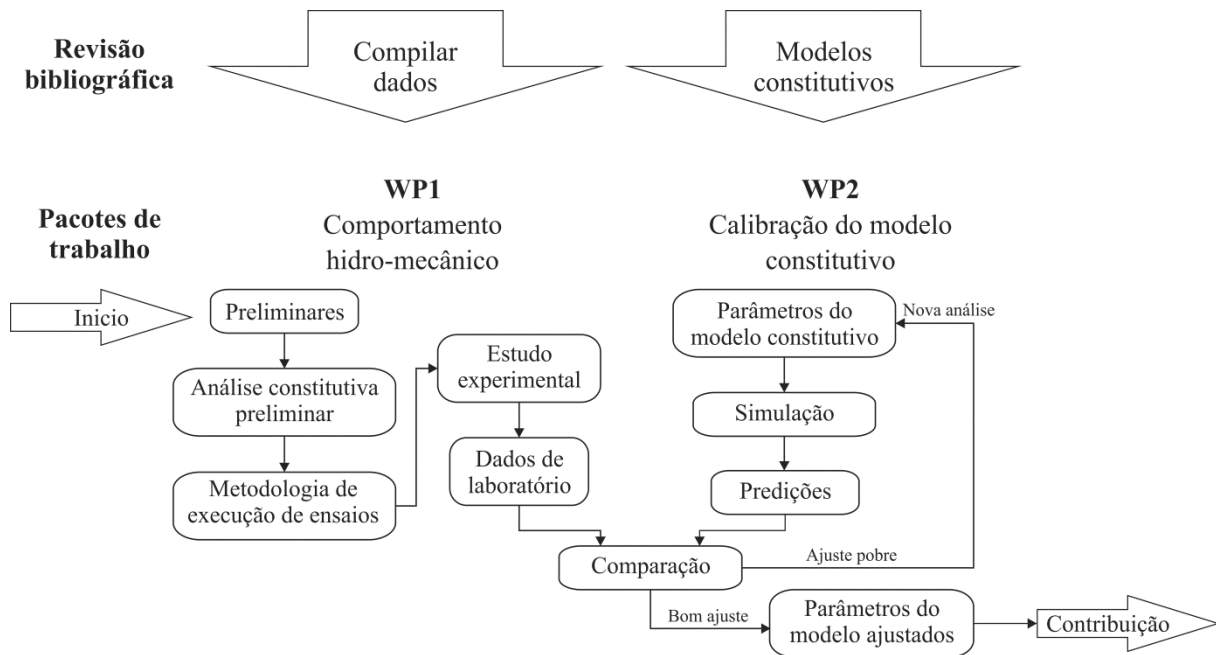 Revisão
bibliográfica
Compilar
dados
Modelos
constitutivos
Pacotes de
trabalho
WP1
Comportamento
hidro-mecânico
WP2
Calibração do modelo
constitutivo
Inicio
Preliminares
Análise constitutiva
preliminar
Metodologia de
execução de ensaios
Estudo
experimental
Dados de
laboratório
Parâmetros do
modelo constitutivo
Nova análise
Simulação
Predições
Comparação
Ajuste pobre
Bom ajuste
Parâmetros do
modelo ajustados
Contribuição